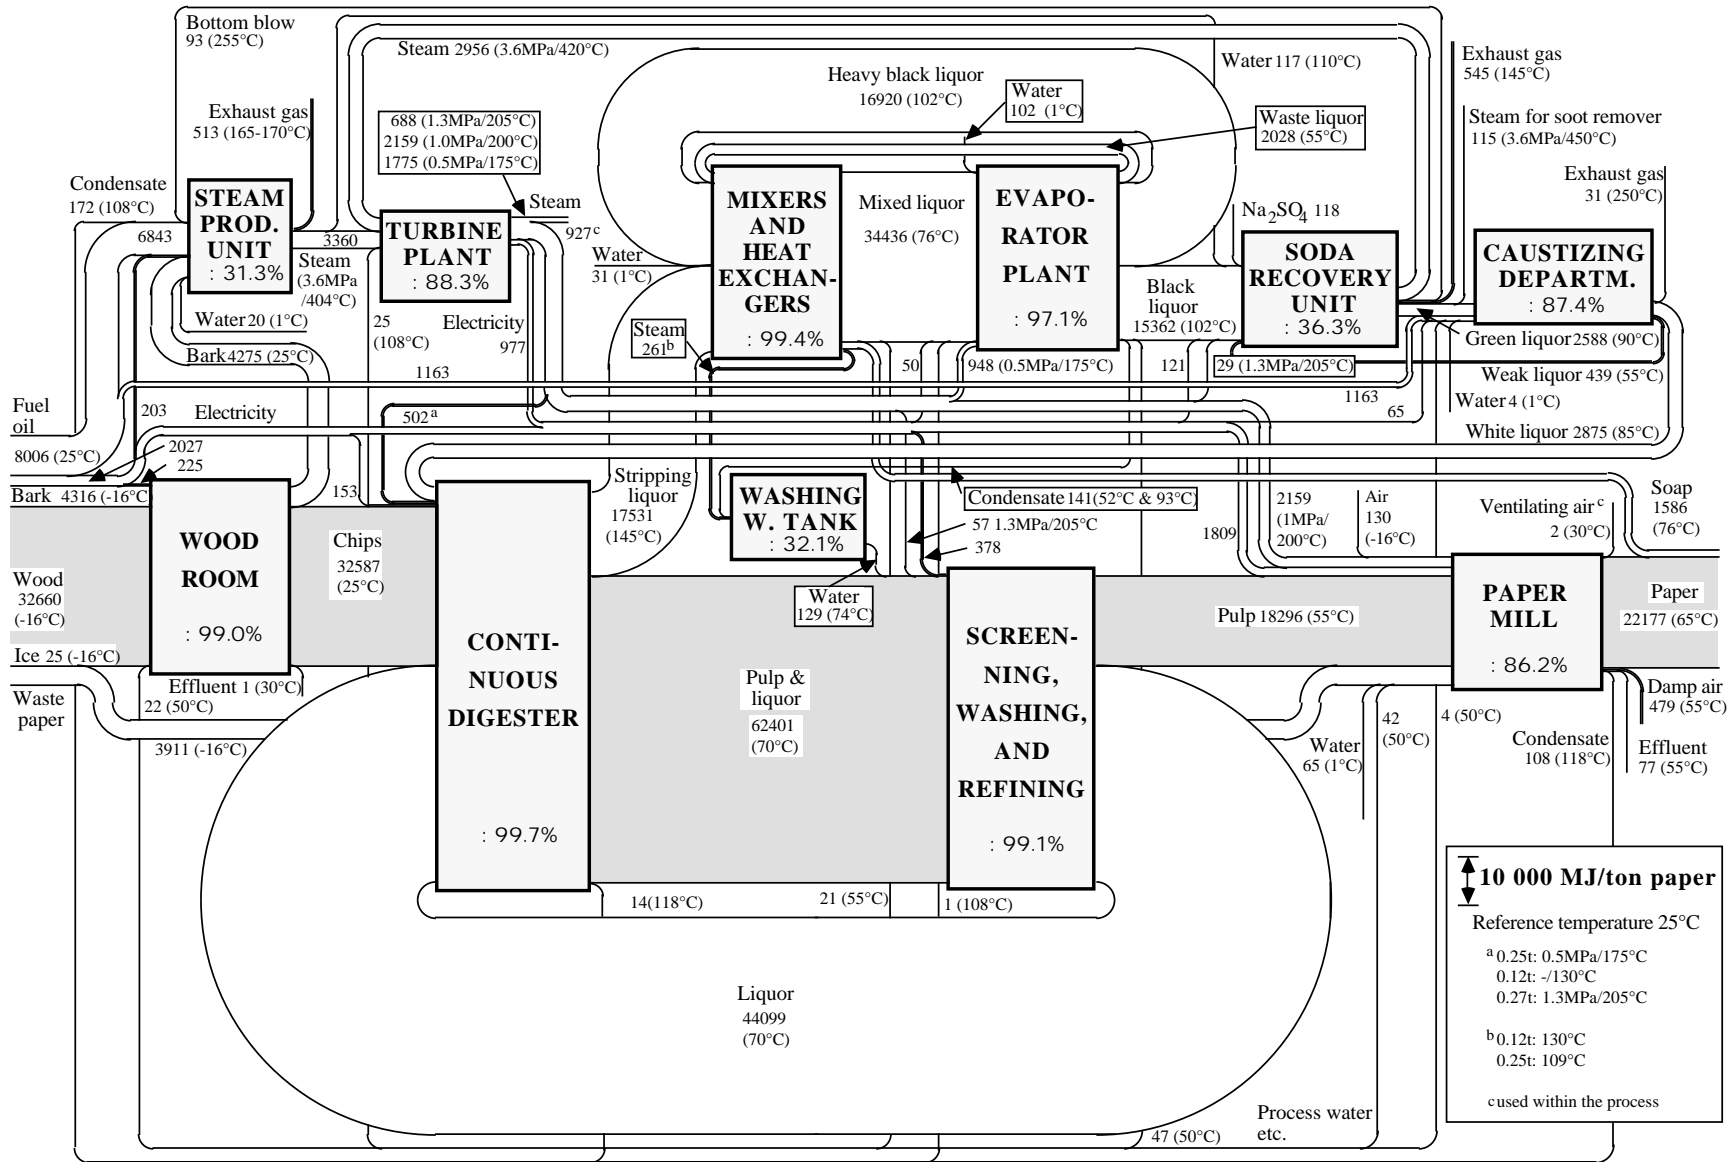 Bottom blow
93 (255°C)
Steam 2956 (3.6MPa/420°C)
Heavy black liquor
16920 (102°C)
Water
102 (1°C)
Water 117 (110°C)
Exhaust gas
545 (145°C)
Exhaust gas
513 (165-170°C)
688 (1.3MPa/205°C)
2159 (1.0MPa/200°C)
1775 (0.5MPa/175°C)
Waste liquor
2028 (55°C)
Steam for soot remover
115 (3.6MPa/450°C)
Condensate
172 (108°C)
STEAM
PROD.
UNIT
: 31.3%
6843
3360
Steam
(3.6MPa
/404°C)
TURBINE
PLANT
: 88.3%
Steam
927 c
Water
31 (1°C)
MIXERS
AND
HEAT
EXCHAN-
GERS
: 99.4%
Mixed liquor
34436 (76°C)
EVAPO-
RATOR
PLANT
: 97.1%
Na2SO4 118
SODA
RECOVERY
UNIT
: 36.3%
Exhaust gas
31 (250°C)
CAUSTIZING
DEPARTM.
: 87.4%
Black
liquor
15362 (102°C)
Water 20 (1°C)
Bark 4275 (25°C)
25
(108°C)
Electricity
977
Steam
261 b
50
948 (0.5MPa/175°C)
121
29 (1.3MPa/205°C)
Green liquor 2588 (90°C)
Weak liquor 439 (55°C)
1163
1163
65
Water 4 (1°C)
Fuel
oil
8006 (25°C)
203
Electricity
502 a
White liquor 2875 (85°C)
2027
225
Bark 4316 (-16°C
153
Stripping
liquor
17531
(145°C)
WASHING
W. TANK
: 32.1%
Condensate 141(52°C & 93°C)
57 1.3MPa/205°C
378
1809
2159
(1MPa/
200°C)
Air
130
(-16°C)
Ventilating air c
2 (30°C)
Soap
1586
(76°C)
WOOD
ROOM
: 99.0%
Chips
32587
(25°C)
Wood
32660
(-16°C)
Ice 25 (-16°C)
Water
129 (74°C)
CONTI-
NUOUS
DIGESTER
: 99.7%
Pulp &
liquor
62401
(70°C)
SCREEN-
NING,
WASHING,
AND
REFINING
: 99.1%
Pulp 18296 (55°C)
PAPER
MILL
: 86.2%
Paper
22177 (65°C)
Waste
paper
Effluent 1 (30°C)
22 (50°C)
3911 (-16°C)
Water
65 (1°C)
42
(50°C)
4 (50°C)
Condensate
108 (118°C)
Damp air
479 (55°C)
Effluent
77 (55°C)
14(118°C)
21 (55°C)
1 (108°C)
Liquor
44099
(70°C)
47 (50°C)
Process water
etc.
10 000 MJ/ton paper
Reference temperature 25°C
a 0.25t: 0.5MPa/175°C
0.12t: -/130°C
0.27t: 1.3MPa/205°C
b 0.12t: 130°C
0.25t: 109°C
c used within the process